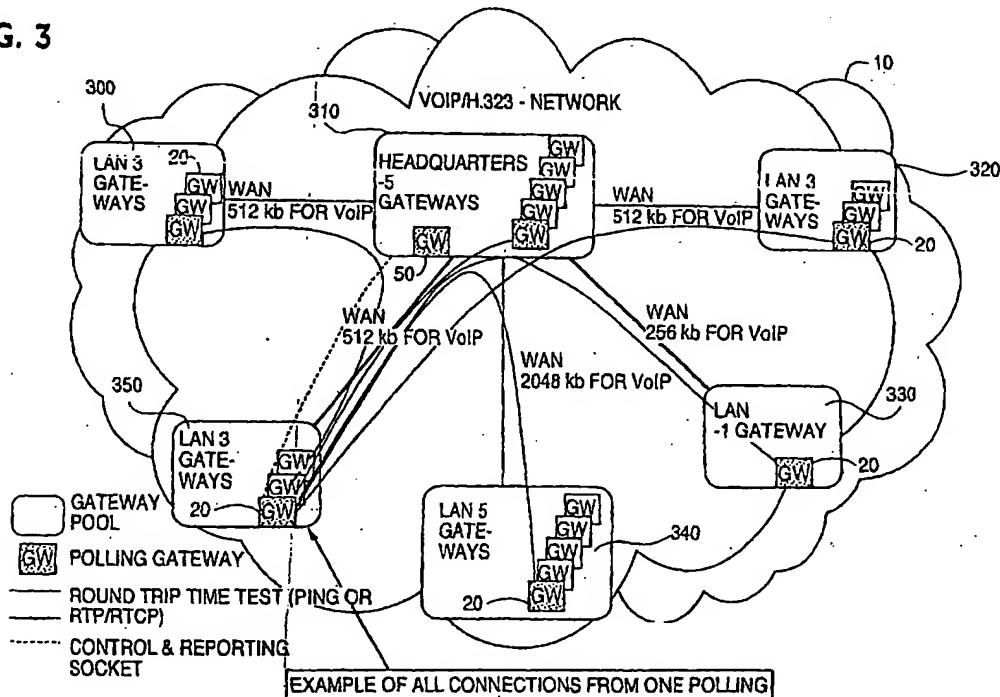 G. 3
10
300
310
VOIP/H.323 - NETWORK
LAN 3
GATE-
WAYS
20
GW
GW
GW
WAN
512 kb FOR VoIP
HEADQUARTERS
-5
GATEWAYS
GW
GW
GW
GW
GW
GW
50
WAN
512 kb FOR VoIP
LAN 3
GATE-
WAYS
GW
GW
GW
20
320
WAN
512 kb FOR VoIP
WAN
256 kb FOR VoIP
WAN
2048 kb FOR VoIP
350
LAN 3
GATE-
WAYS
GW
GW
GW
20
LAN
-1 GATEWAY
GW
20
330
LAN 5
GATE-
WAYS
GW
GW
GW
GW
GW
20
340
GATEWAY
POOL
GW POLLING GATEWAY
ROUND TRIP TIME TEST (PING OR
RTP/RTCP)
CONTROL & REPORTING
SOCKET
EXAMPLE OF ALL CONNECTIONS FROM ONE POLLING